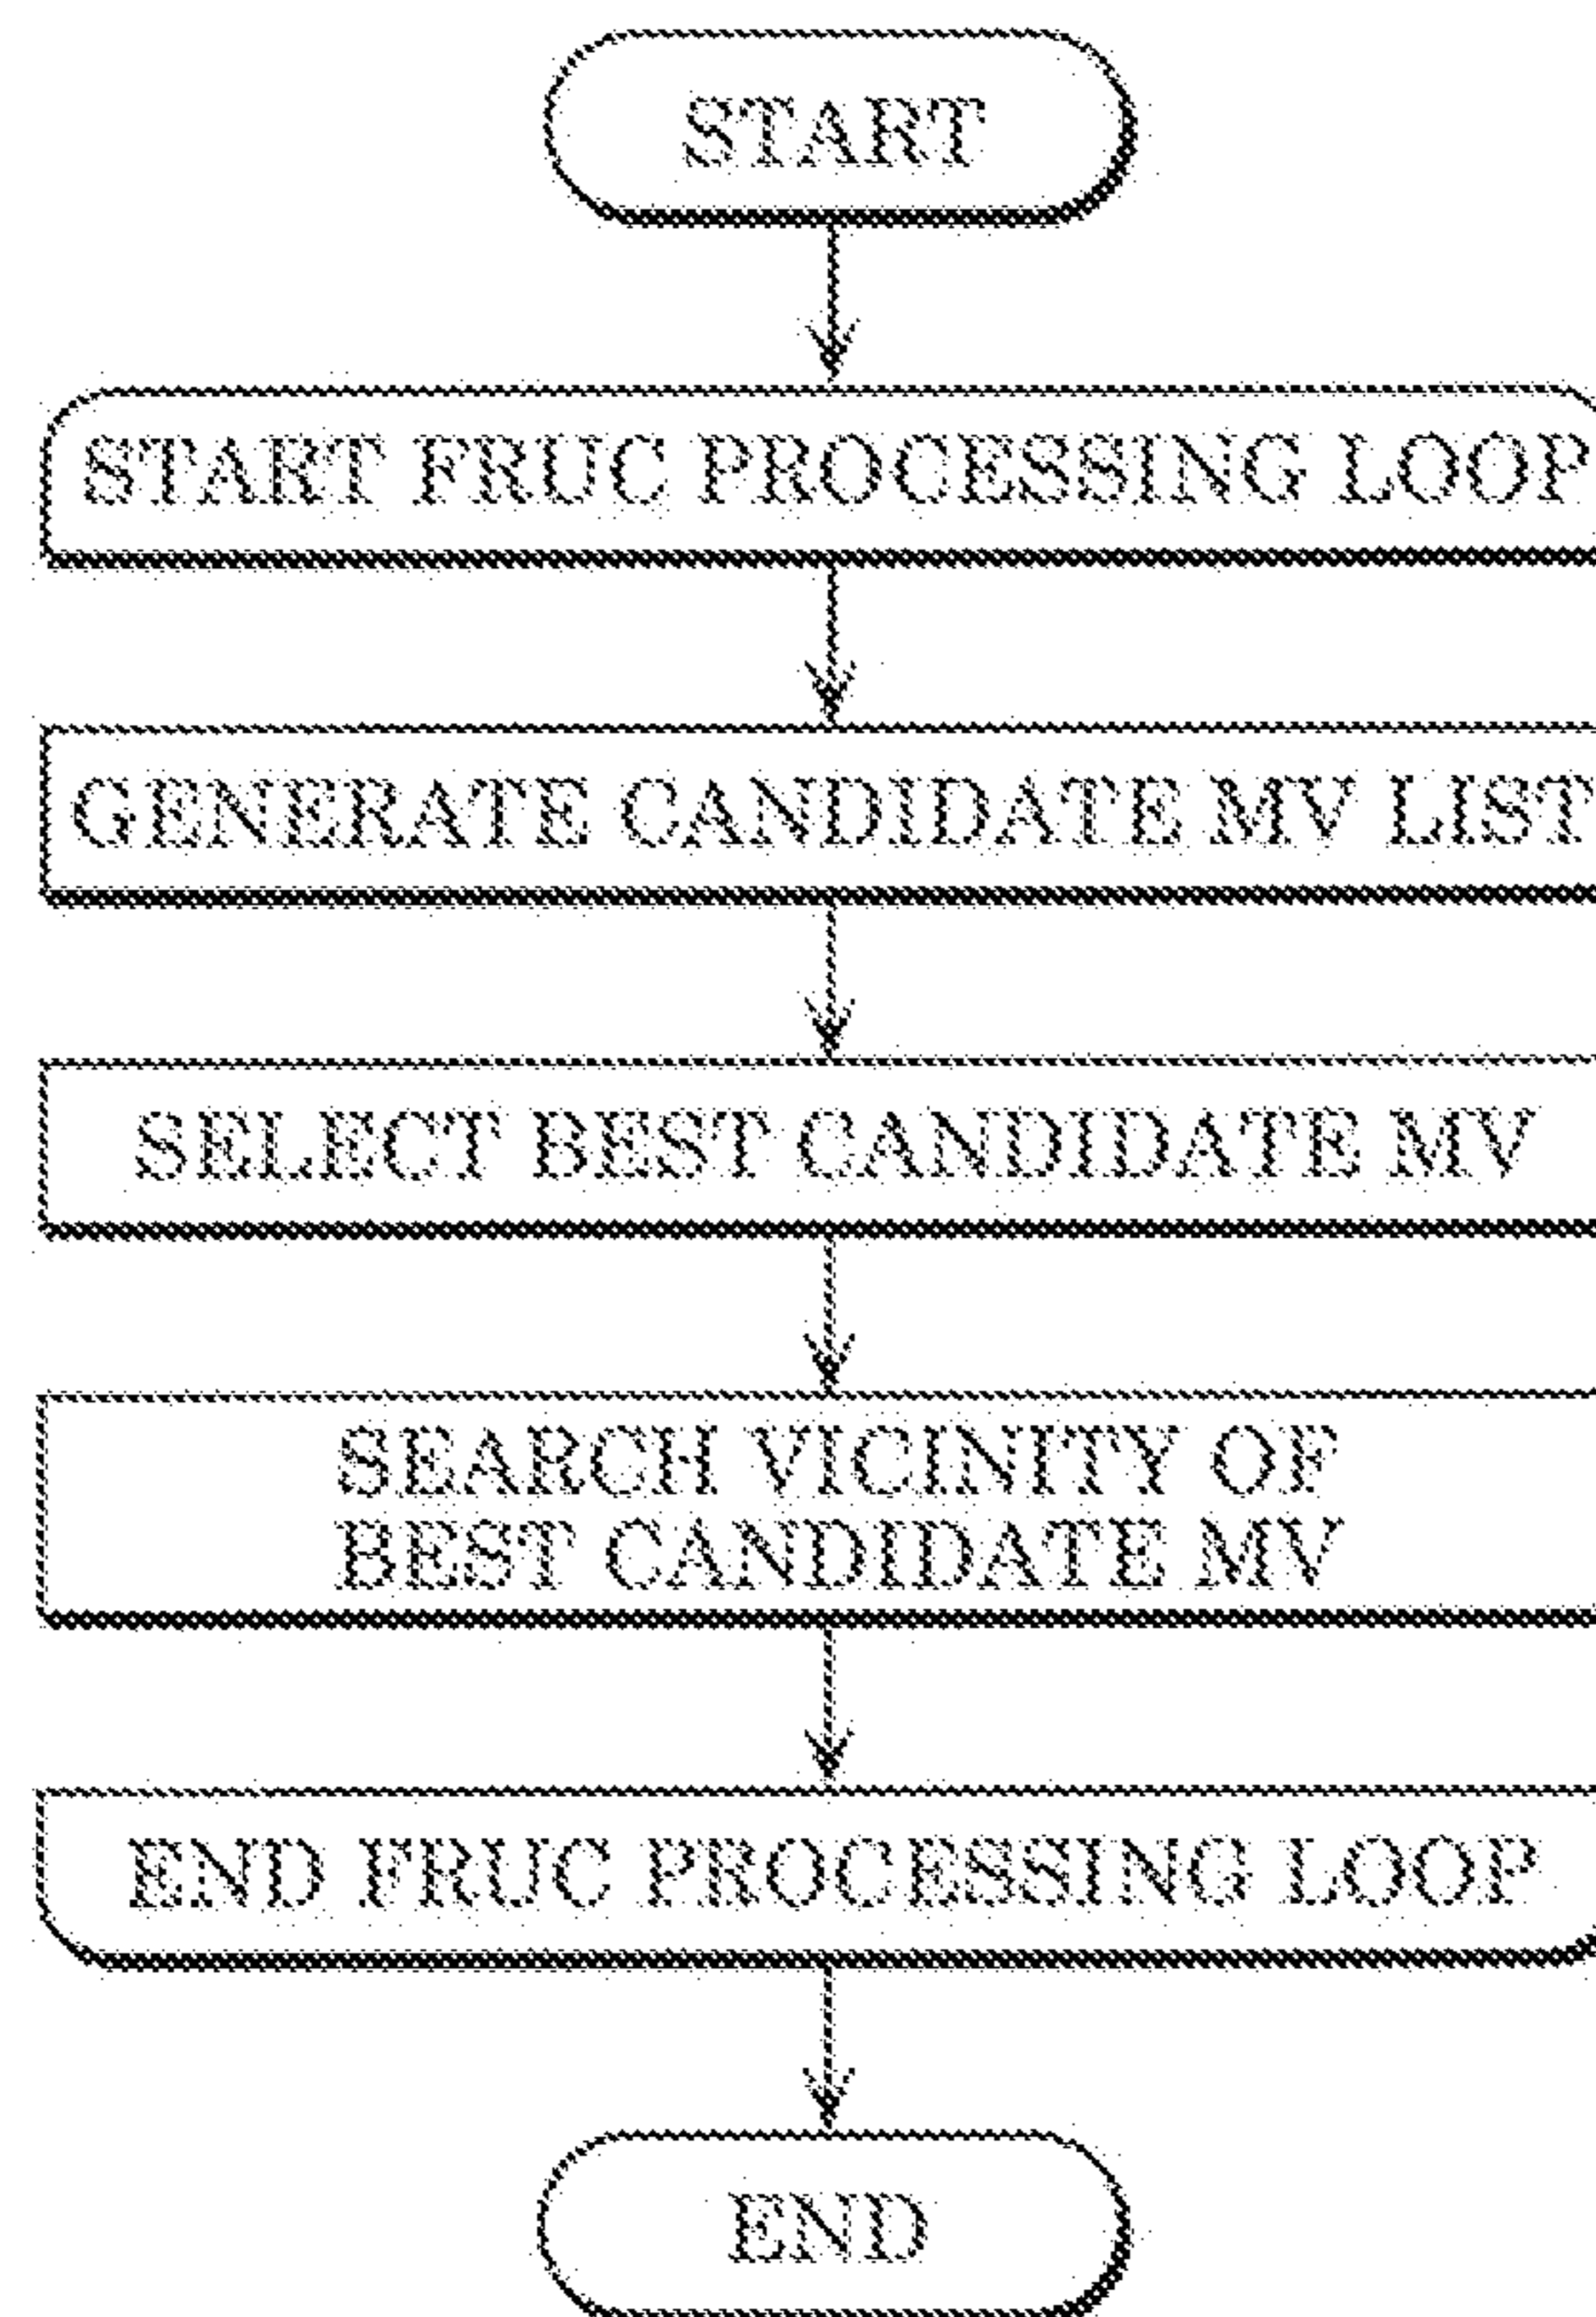 START
START FRUC PROCESSING LOOP
GENERATE CANDIDATE MV LIST
SELECT BEST CANDIDATE MV
SEARCH VICINITY OF
BEST CANDIDATE MV
END FRUC PROCESSING LOOP
END